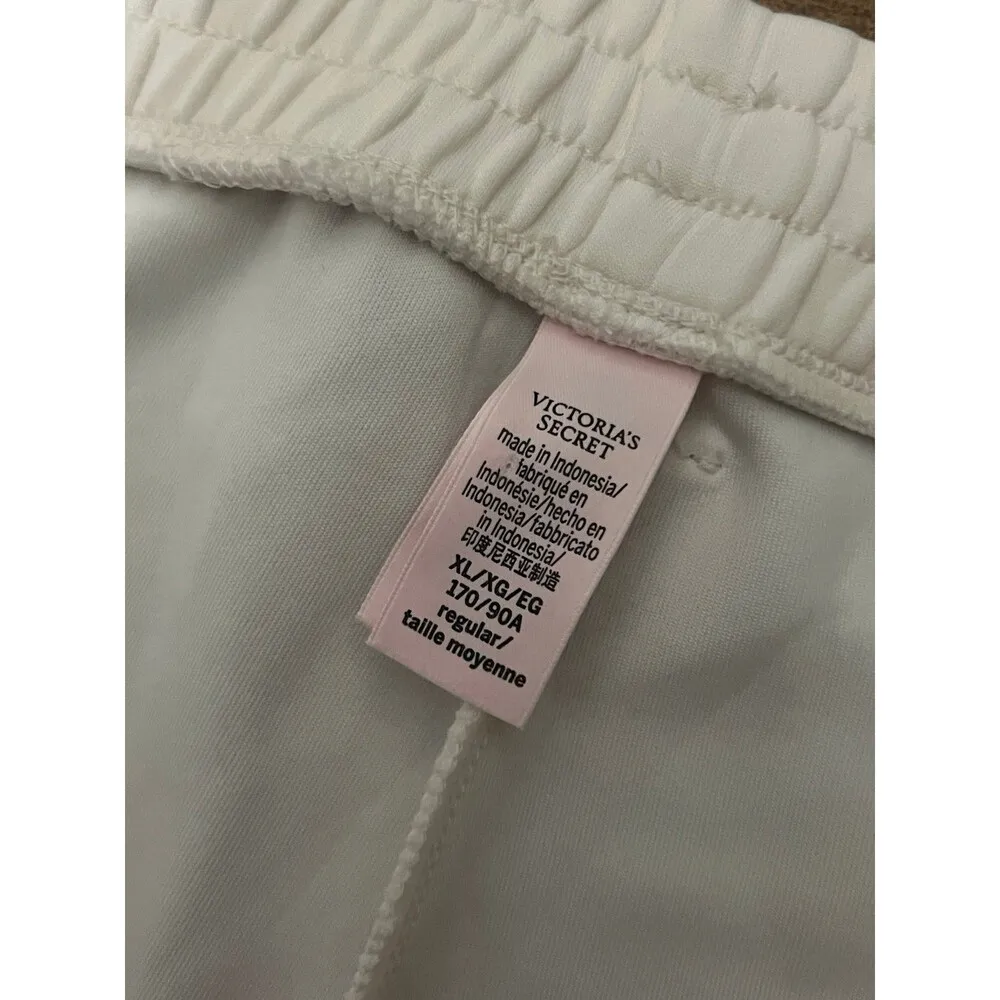 VICTORIA'S
SECRET
made in Indonesia/
fabriqué en
Indonésie/hecho en
Indonesia/fabbricato
in Indonesia/
印度尼西亚制造
XL/XG/EG
170/90A
regular/
taille moyenne